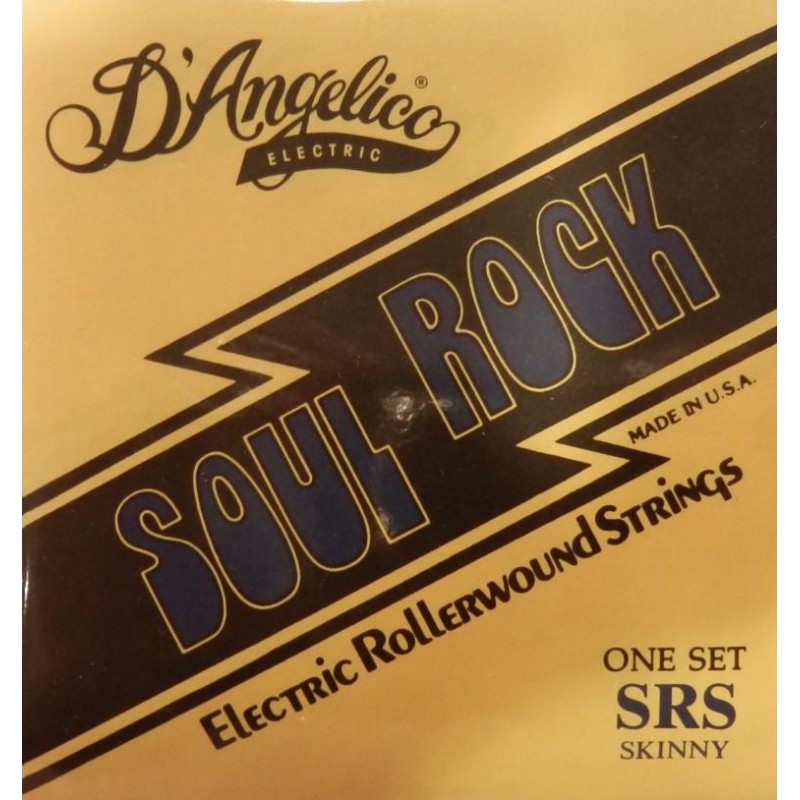 D'Angelico®
ELECTRIC
SOUL ROCK
MADE IN U.S.A.
Electric Rollerwound Strings
ONE SET
SRS
SKINNY